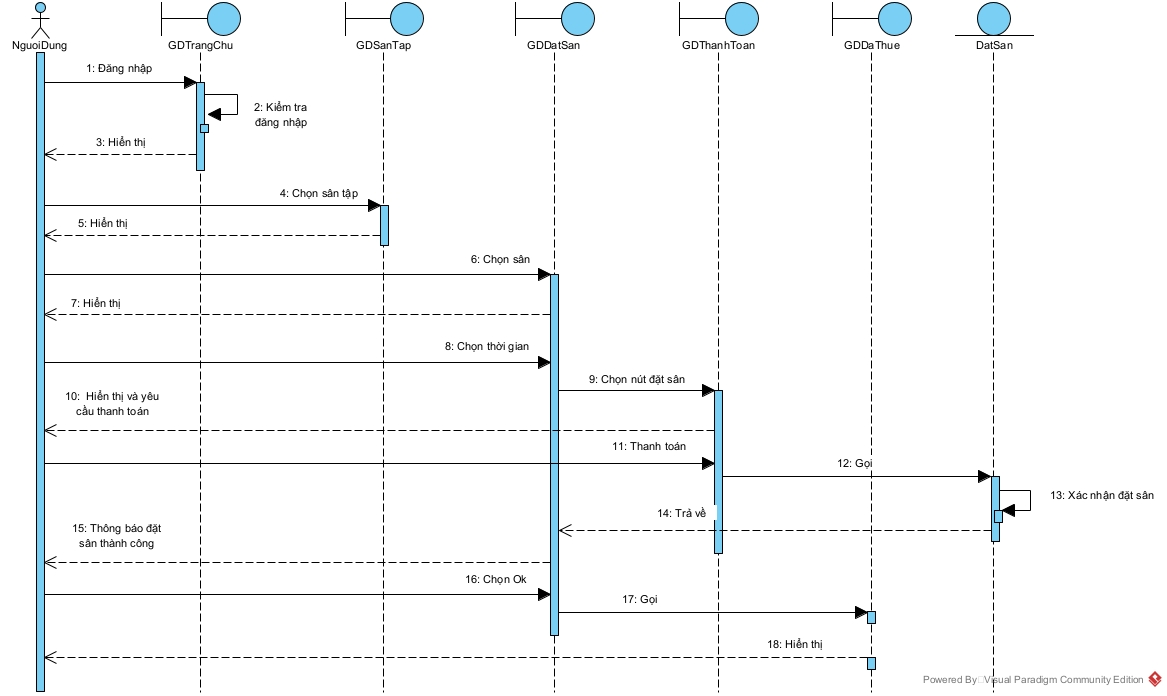 NguoiDung
GDTrangChu
GDSanTap
GDDatSan
GDThanhToan
GDDaThue
DatSan
1: Đăng nhập
2: Kiểm tra
đăng nhập
3: Hiển thị
4: Chọn sân tập
5: Hiển thị
6: Chọn sân
7: Hiển thị
8: Chọn thời gian
9: Chọn nút đặt sân
10: Hiển thị và yêu
cầu thanh toán
11: Thanh toán
12: Gọi
13: Xác nhận đặt sân
14: Trả về
15: Thông báo đặt
sân thành công
16: Chọn Ok
17: Gọi
18: Hiển thị
Powered By Visual Paradigm Community Edition